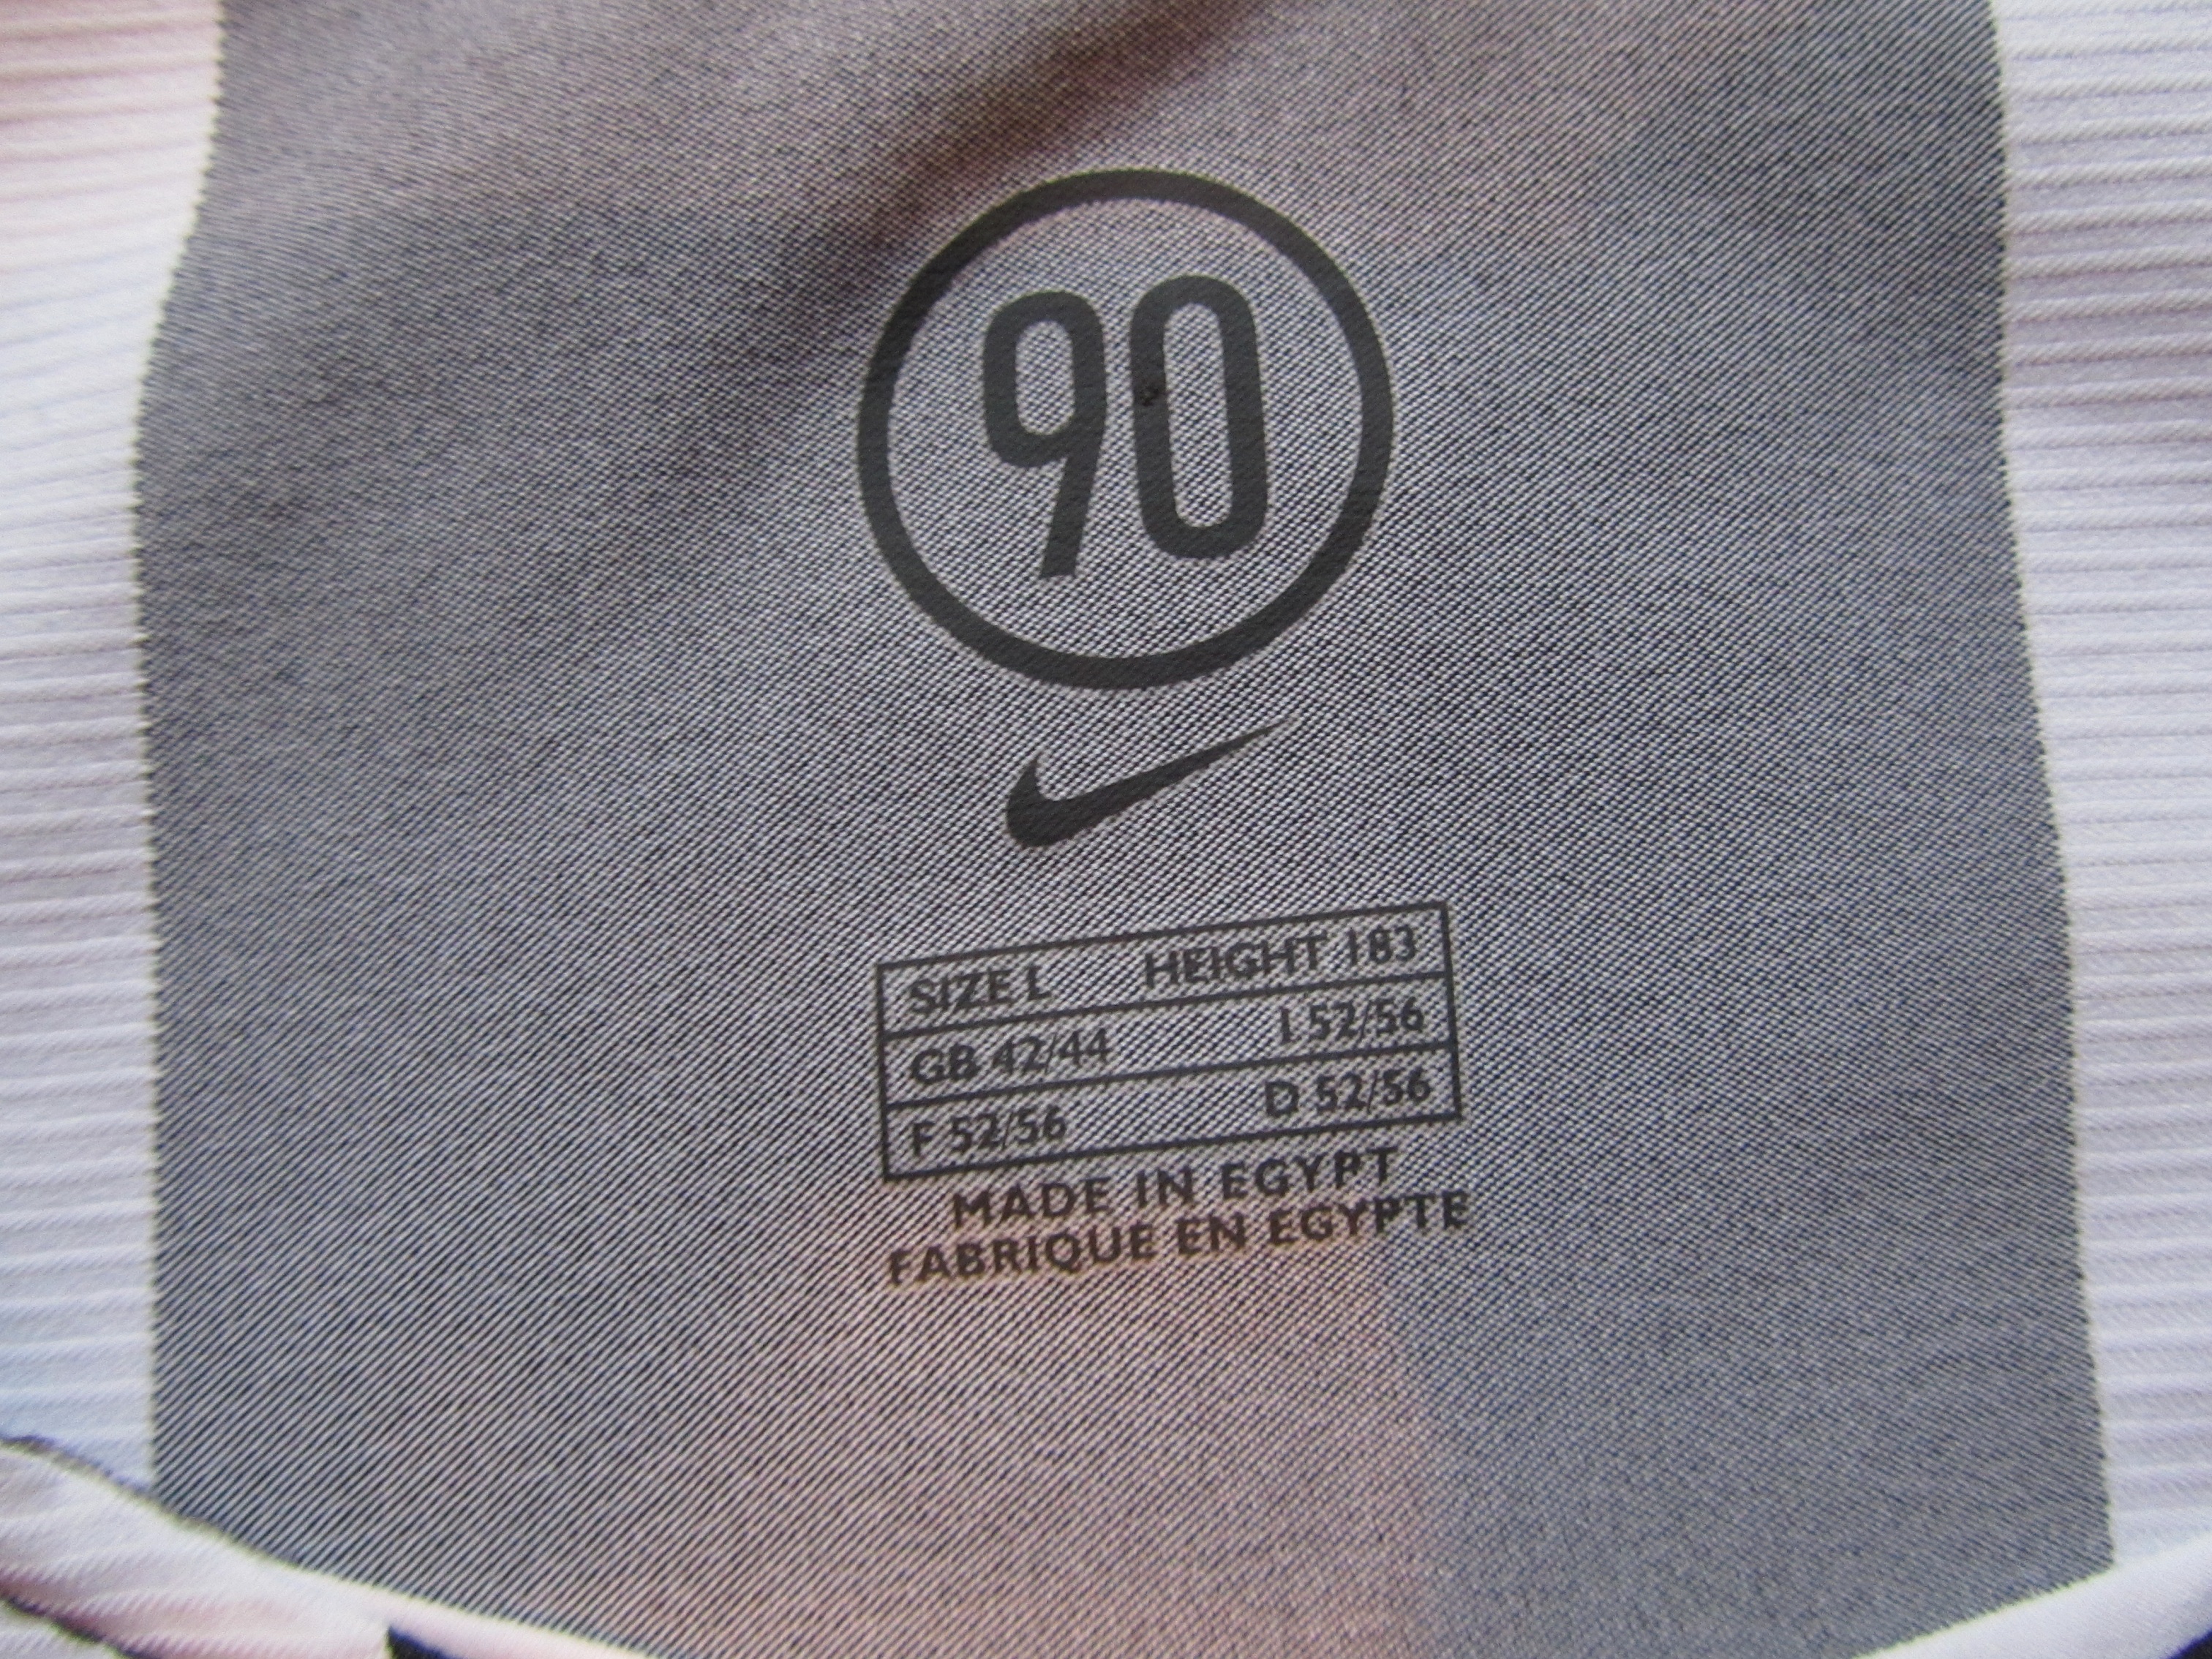 90
SIZE L HEIGHT 183
GB 42/44 I 52/56
F 52/56 D 52/56
MADE IN EGYPT
FABRIQUE EN EGYPTE